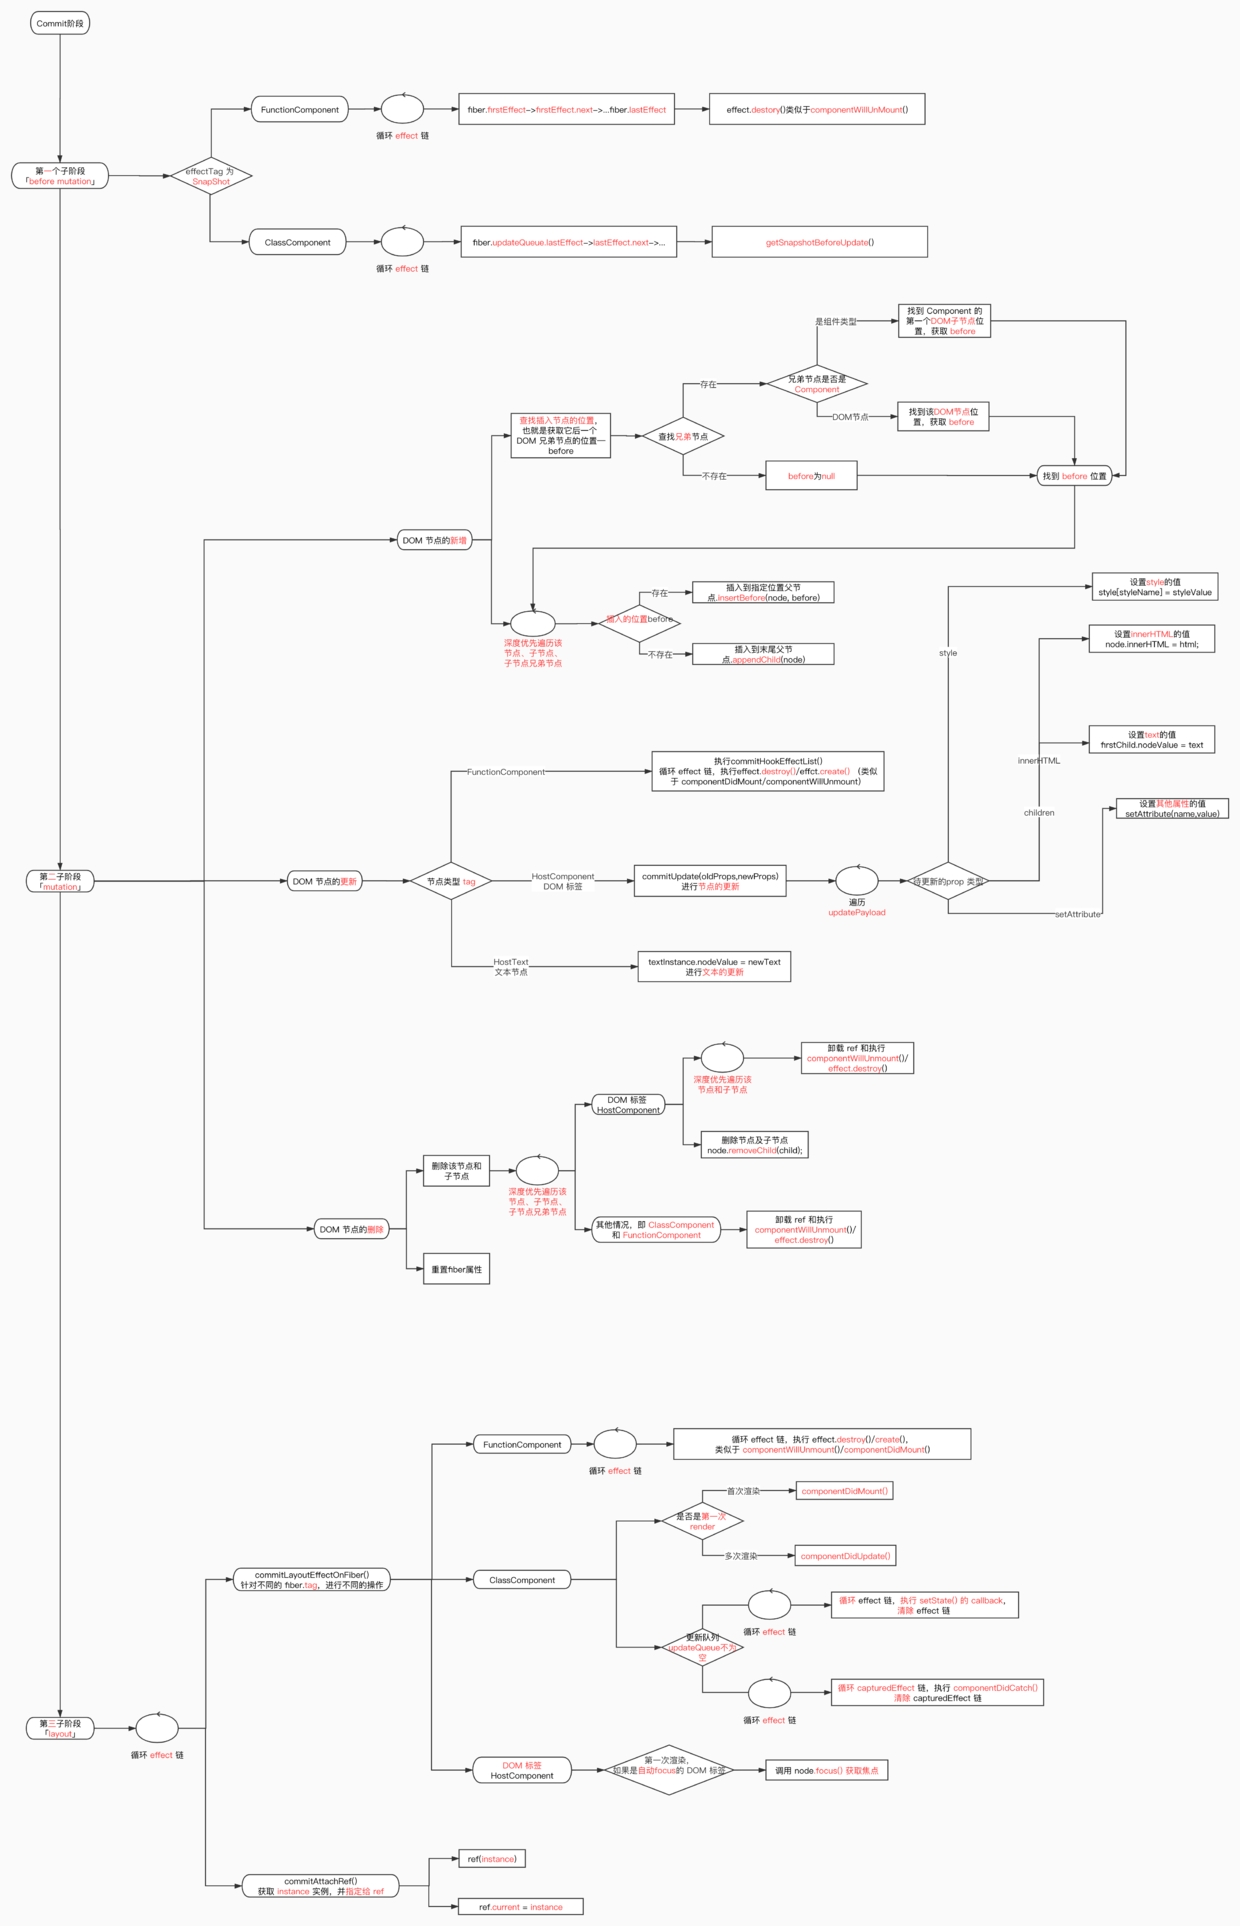 Commit阶段
FunctionComponent
循环 effect 链
fiber.firstEffect->firstEffect.next->...fiber.lastEffect
effect.destory()类似于componentWillUnMount()
第一个子阶段
「before mutation」
effectTag 为
SnapShot
ClassComponent
循环 effect 链
fiber.updateQueue.lastEffect->lastEffect.next->...
getSnapshotBeforeUpdate()
是组件类型
找到 Component 的
第一个DOM子节点位
置，获取 before
存在
兄弟节点是否是
Component
DOM节点
找到该DOM节点位
置，获取 before
查找插入节点的位置，
也就是获取它后一个
DOM 兄弟节点的位置—
before
查找兄弟节点
不存在
before为null
找到 before 位置
DOM 节点的新增
深度优先遍历该
节点、子节点、
子节点兄弟节点
插入的位置before
存在
插入到指定位置父节
点.insertBefore(node, before)
不存在
插入到末尾父节
点.appendChild(node)
style
设置style的值
style[styleName] = styleValue
设置innerHTML的值
node.innerHTML = html;
innerHTML
设置text的值
firstChild.nodeValue = text
children
设置其他属性的值
setAttribute(name,value)
setAttribute
FunctionComponent
执行commitHookEffectList()
循环 effect 链，执行effect.destroy()/effct.create() （类似
于 componentDidMount/componentWillUnmount)
第二子阶段
「mutation」
DOM 节点的更新
节点类型 tag
HostComponent
DOM 标签
commitUpdate(oldProps,newProps)
进行节点的更新
遍历
updatePayload
待更新的prop 类型
HostText
文本节点
textInstance.nodeValue = newText
进行文本的更新
深度优先遍历该
节点和子节点
卸载 ref 和执行
componentWillUnmount()/
effect.destroy()
DOM 标签
HostComponent
删除节点及子节点
node.removeChild(child);
删除该节点和
子节点
深度优先遍历该
节点、子节点、
子节点兄弟节点
DOM 节点的删除
其他情况，即 ClassComponent
和 FunctionComponent
卸载 ref 和执行
componentWillUnmount()/
effect.destroy()
重置fiber属性
FunctionComponent
循环 effect 链
循环 effect 链，执行 effect.destroy()/create(),
类似于 componentWillUnmount()/componentDidMount()
首次渲染
componentDidMount()
是否是第一次
render
多次渲染
componentDidUpdate()
commitLayoutEffectOnFiber()
针对不同的 fiber.tag，进行不同的操作
ClassComponent
循环 effect 链
循环 effect 链，执行 setState() 的 callback，
清除 effect 链
更新队列
updateQueue不为
空
循环 effect 链
循环 capturedEffect 链，执行 componentDidCatch()
清除 capturedEffect 链
第三子阶段
「layout」
循环 effect 链
DOM 标签
HostComponent
第一次渲染，
如果是自动focus的 DOM 标签
调用 node.focus() 获取焦点
commitAttachRef()
获取 instance 实例，并指定给 ref
ref(instance)
ref.current = instance